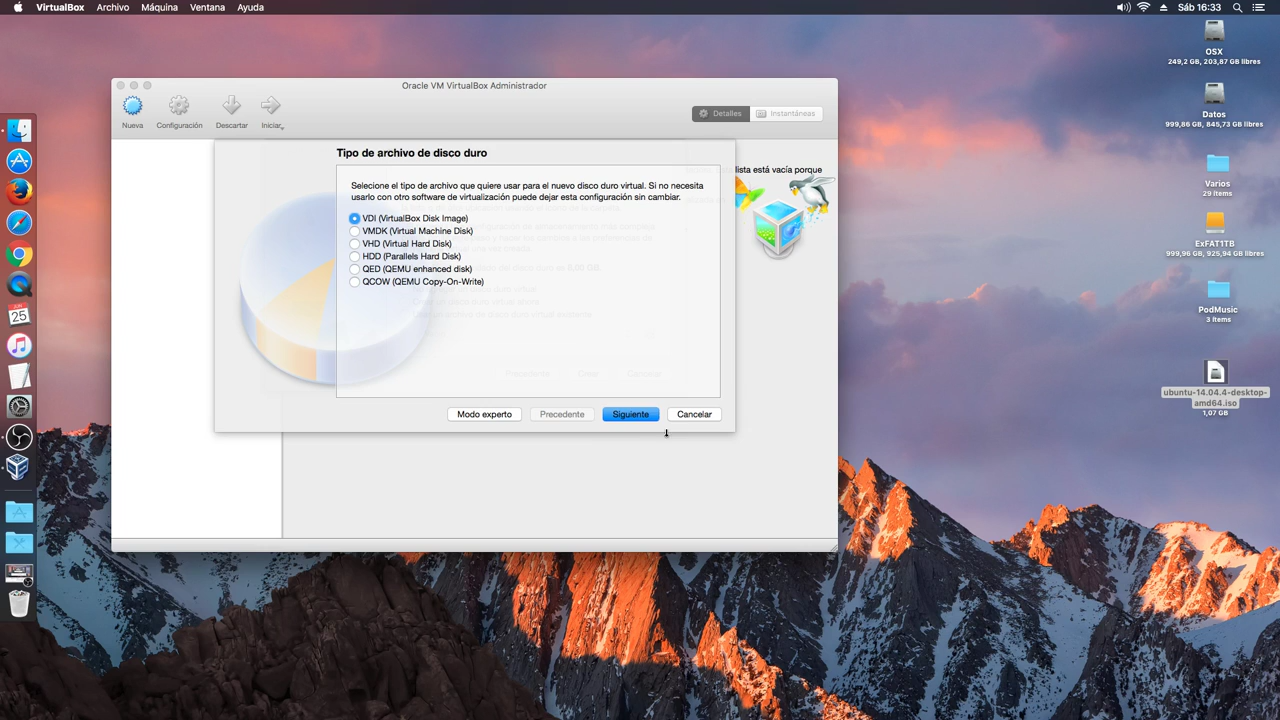 VirtualBox Archivo Máquina Ventana Ayuda
Sáb 16:33
Oracle VM VirtualBox Administrador
Nueva
Configuración
Descartar
Iniciar
Detalles
Instantáneas
lista está vacía porque
Tipo de archivo de disco duro
Selecione el tipo de archivo que quiere usar para el nuevo disco duro virtual. Si no necesita
usarlo con otro software de virtualización puede dejar esta configuración sin cambiar.
VDI (VirtualBox Disk Image)
VMDK (Virtual Machine Disk)
VHD (Virtual Hard Disk)
HDD (Parallels Hard Disk)
QED (QEMU enhanced disk)
QCOW (QEMU Copy-On-Write)
Modo experto
Precedente
Siguiente
Cancelar
OSX
249,2 GB, 203,87 GB libres
Datos
999,86 GB, 845,73 GB libres
Varios
29 ítems
ExFAT1TB
999,96 GB, 925,94 GB libres
PodMusic
3 ítems
ubuntu-14.04.4-desktop-
amd64.iso
1,07 GB
JUN
25